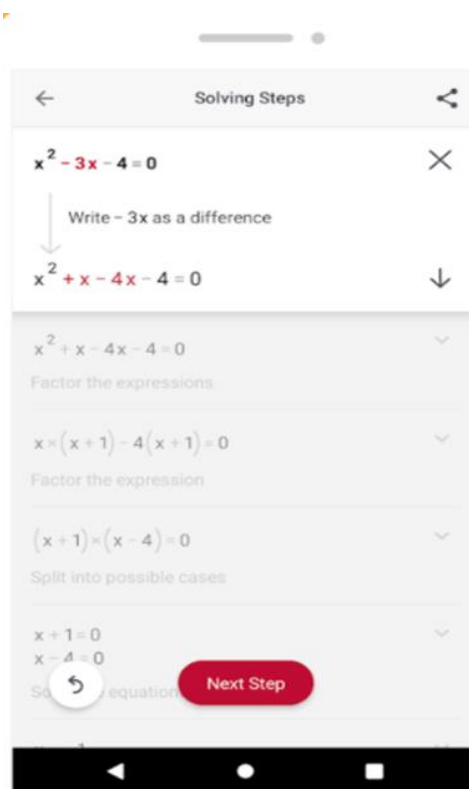 Solving Steps
x² - 3x - 4 = 0
Write - 3x as a difference
x² + x - 4x - 4 = 0
x² + x - 4x - 4 = 0
Factor the expressions
x × (x + 1) - 4(x + 1) = 0
Factor the expression
(x + 1) × (x - 4) = 0
Split into possible cases
x + 1 = 0
x - 4 = 0
equation
Next Step